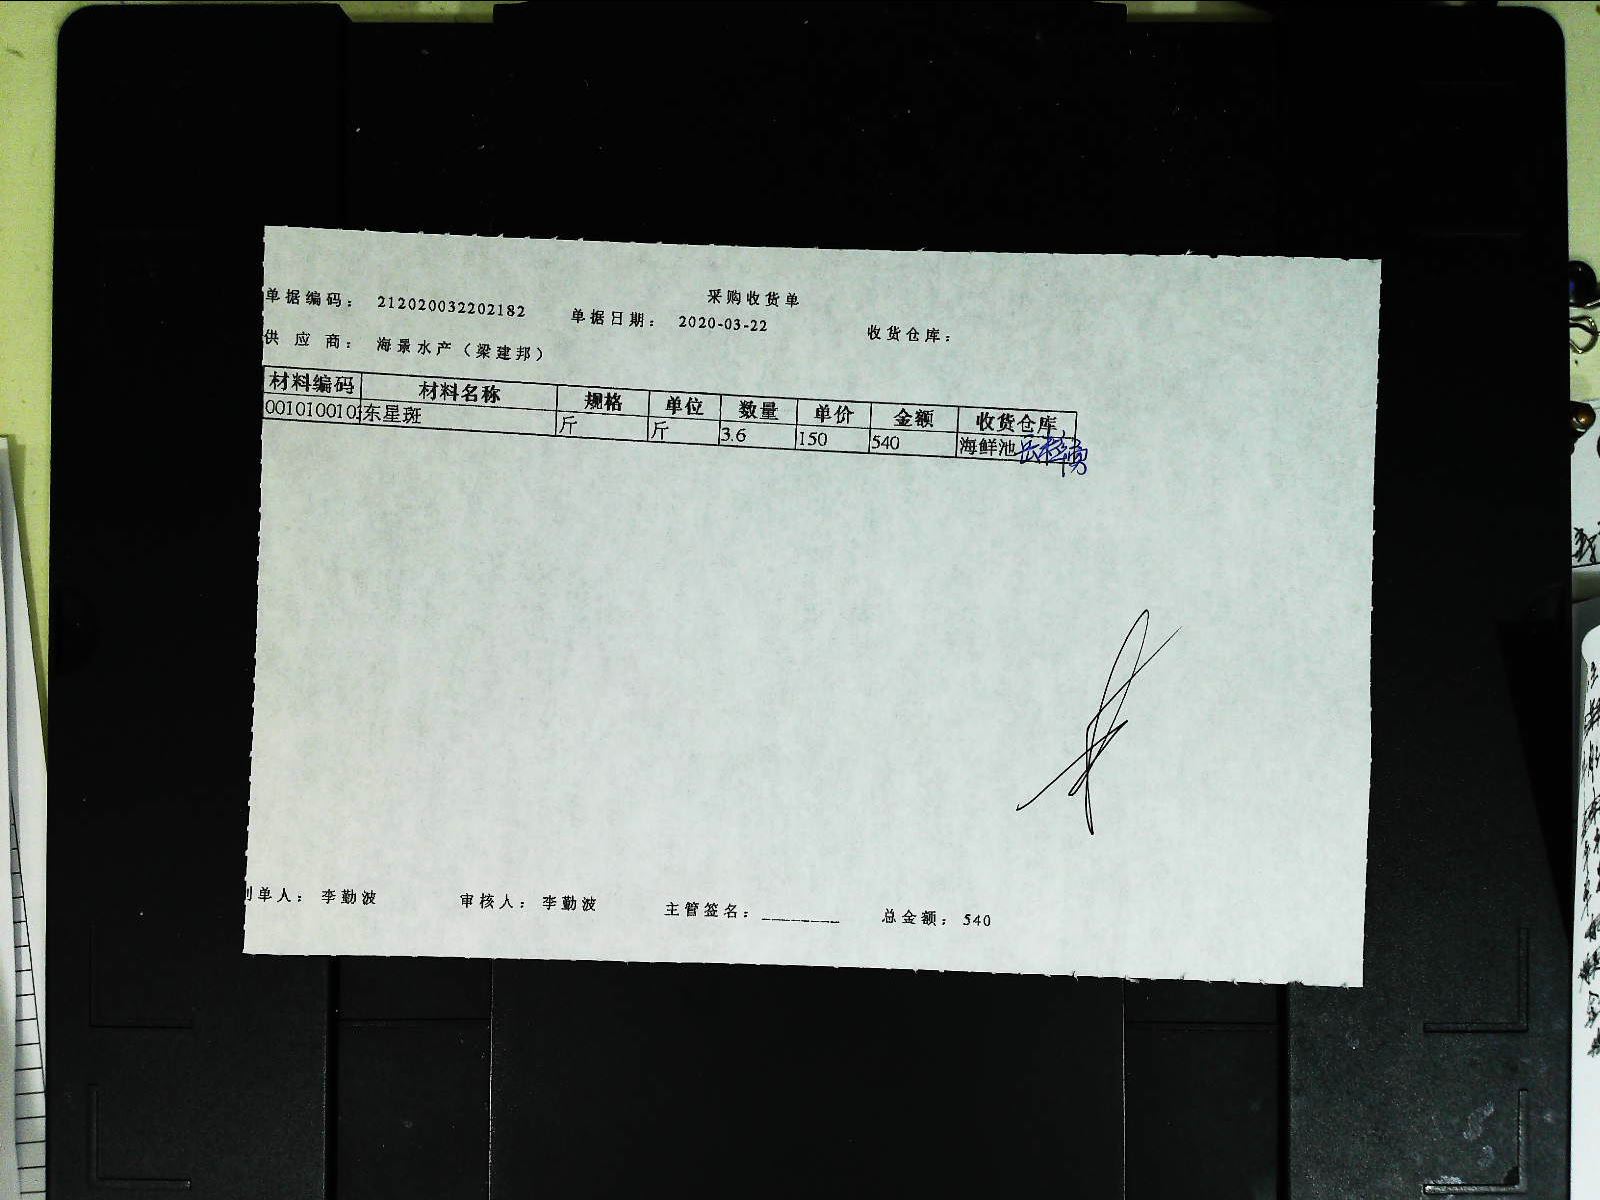 采购收货单
单据编码： 212020032202182 单据日期： 2020-03-22 收货仓库：
供 应 商： 海景水产（梁建邦）
材料编码 材料名称 规格 单位 数量 单价 金额 收货仓库
001010010 东星斑 斤 斤 3.6 150 540 海鲜池
单人： 李勤波 审核人： 李勤波 主管签名：________ 总金额： 540